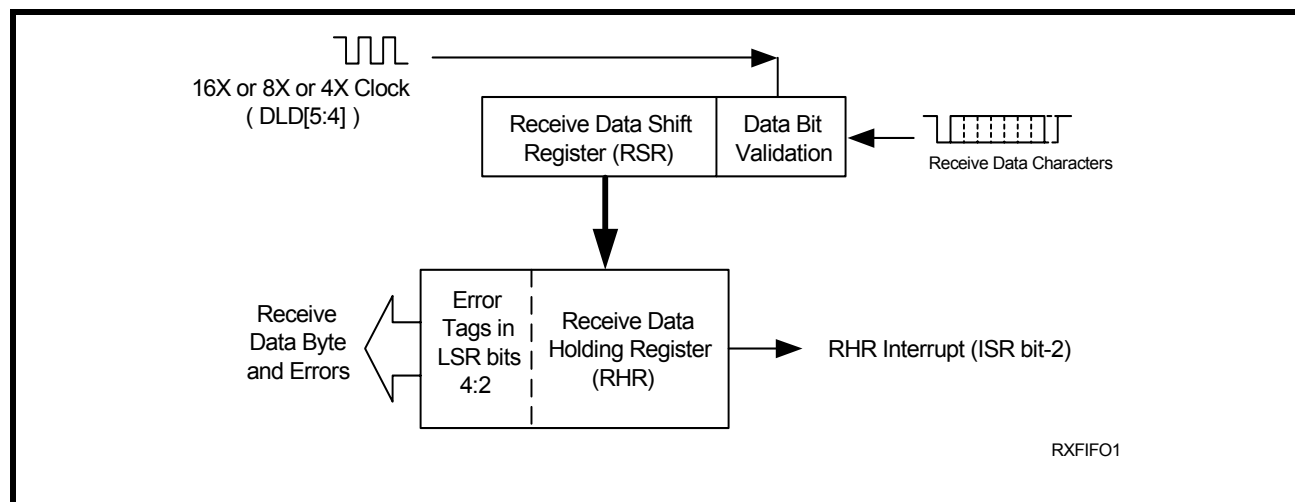 16X or 8X or 4X Clock
( DLD[5:4] )
Receive Data Shift
Register (RSR)
Data Bit
Validation
Receive Data Characters
Receive
Data Byte
and Errors
Error
Tags in
LSR bits
4:2
Receive Data
Holding Register
(RHR)
RHR Interrupt (ISR bit-2)
RXFIFO1